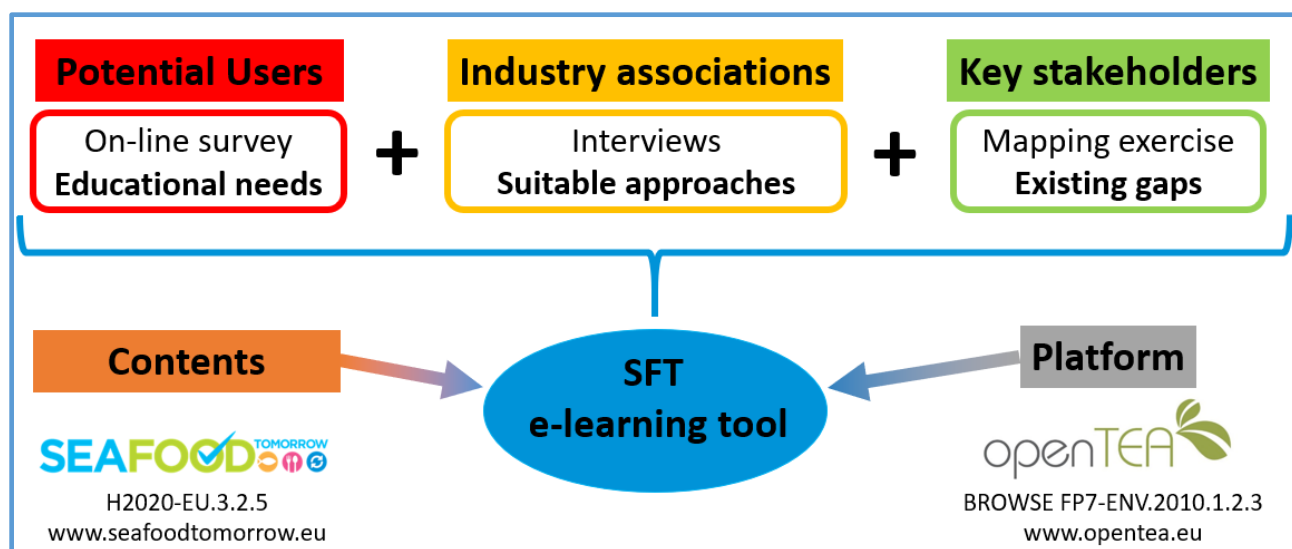 Potential Users
Industry associations
Key stakeholders
On-line survey
Educational needs
+
Interviews
Suitable approaches
+
Mapping exercise
Existing gaps
Contents
SFT
e-learning tool
Platform
SEAFOOD TOMORROW
openTEA
H2020-EU.3.2.5
www.seafoodtomorrow.eu
BROWSE FP7-ENV.2010.1.2.3
www.opentea.eu